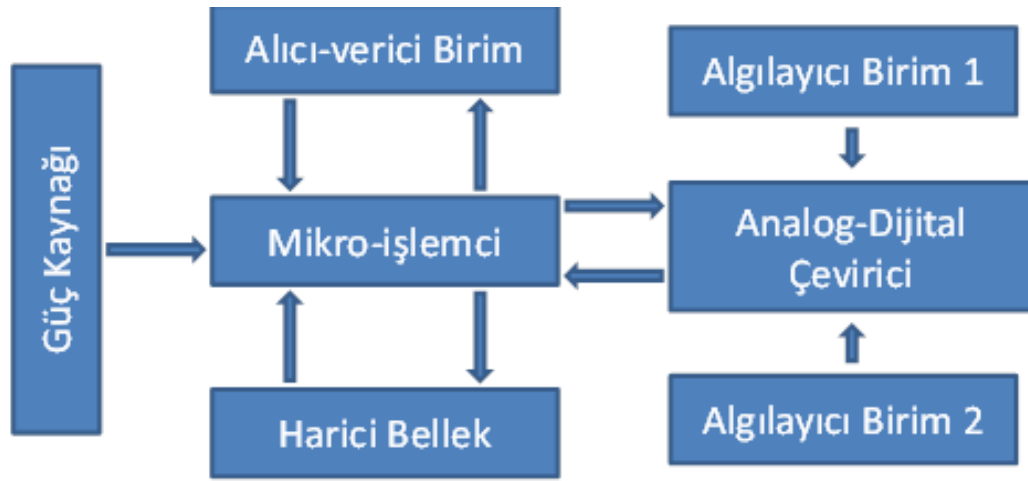 Alıcı-verici Birim
Algılayıcı Birim 1
Güç Kaynağı
Mikro-işlemci
Analog-Dijital
Çevirici
Harici Bellek
Algılayıcı Birim 2